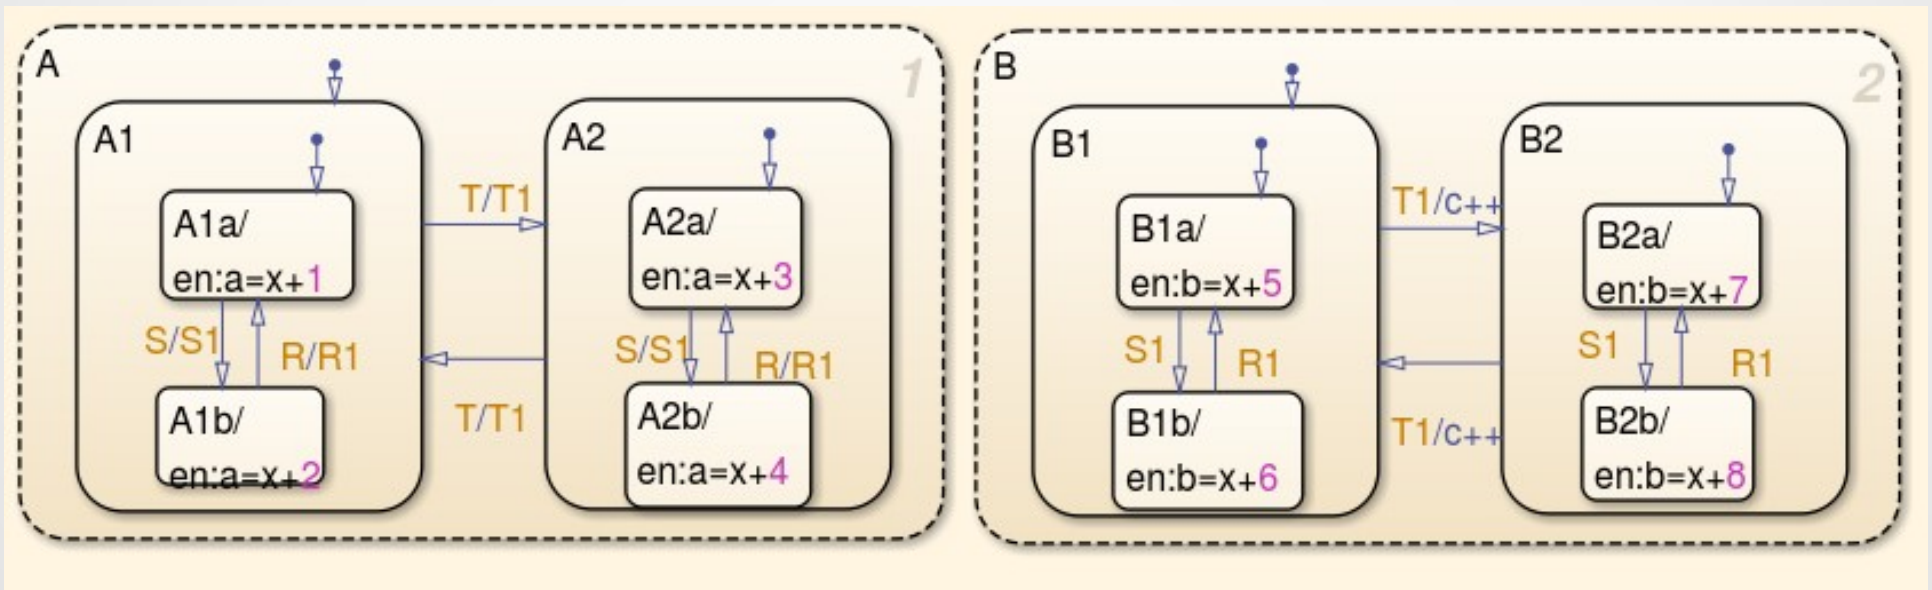 A
1
A1
A1a/
en:a=x+1
S/S1
R/R1
A1b/
en:a=x+2
T/T1
T/T1
A2
A2a/
en:a=x+3
S/S1
R/R1
A2b/
en:a=x+4
B
2
B1
B1a/
en:b=x+5
S1
R1
B1b/
en:b=x+6
T1/c++
T1/c++
B2
B2a/
en:b=x+7
S1
R1
B2b/
en:b=x+8